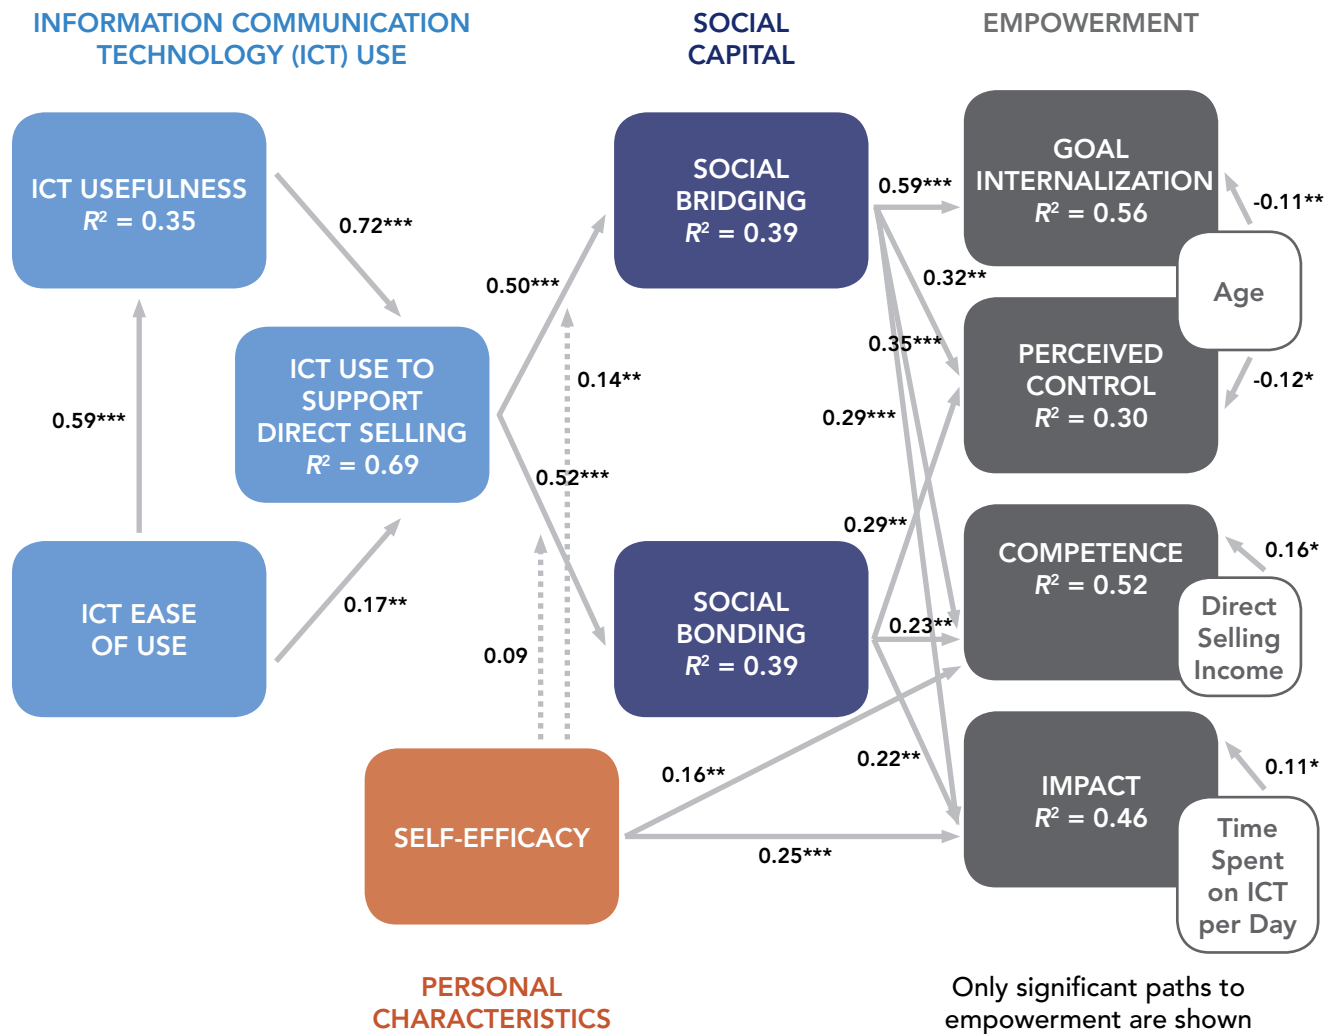 INFORMATION COMMUNICATION
TECHNOLOGY (ICT) USE
SOCIAL
CAPITAL
EMPOWERMENT
ICT USEFULNESS
R² = 0.35
0.72***
0.59***
ICT USE TO
SUPPORT
DIRECT SELLING
R² = 0.69
ICT EASE
OF USE
0.17**
0.50***
0.14**
0.52***
0.09
SOCIAL
BRIDGING
R² = 0.39
SOCIAL
BONDING
R² = 0.39
SELF-EFFICACY
0.59***
0.32**
0.35***
0.29***
0.29**
0.23**
0.22**
0.16**
0.25***
GOAL
INTERNALIZATION
R² = 0.56
-0.11**
Age
-0.12*
PERCEIVED
CONTROL
R² = 0.30
COMPETENCE
R² = 0.52
0.16*
Direct
Selling
Income
IMPACT
R² = 0.46
0.11*
Time
Spent
on ICT
per Day
PERSONAL
CHARACTERISTICS
Only significant paths to
empowerment are shown